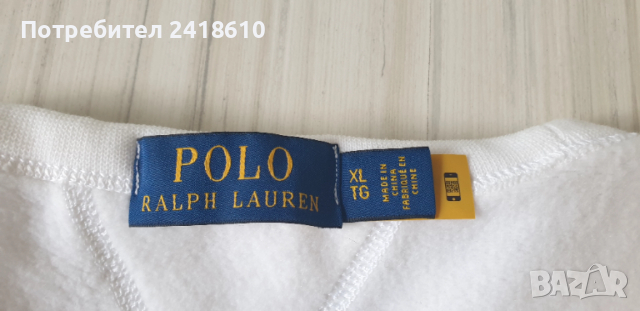 Потребител 2418610
POLO
RALPH LAUREN
XL
TG
MADE IN
CHINA
FABRIQUÉ EN
CHINE
BAZAR